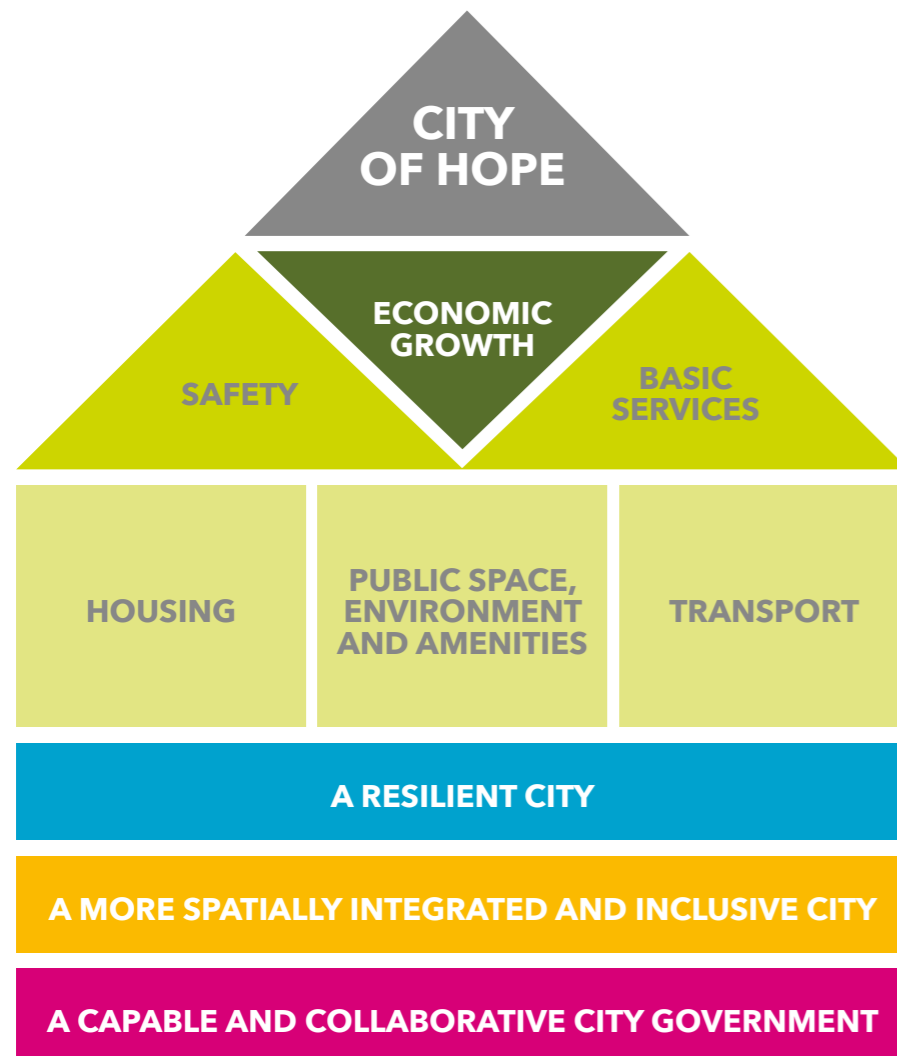 CITY
OF HOPE
ECONOMIC
GROWTH
SAFETY
BASIC
SERVICES
HOUSING
PUBLIC SPACE,
ENVIRONMENT
AND AMENITIES
TRANSPORT
A RESILIENT CITY
A MORE SPATIALLY INTEGRATED AND INCLUSIVE CITY
A CAPABLE AND COLLABORATIVE CITY GOVERNMENT